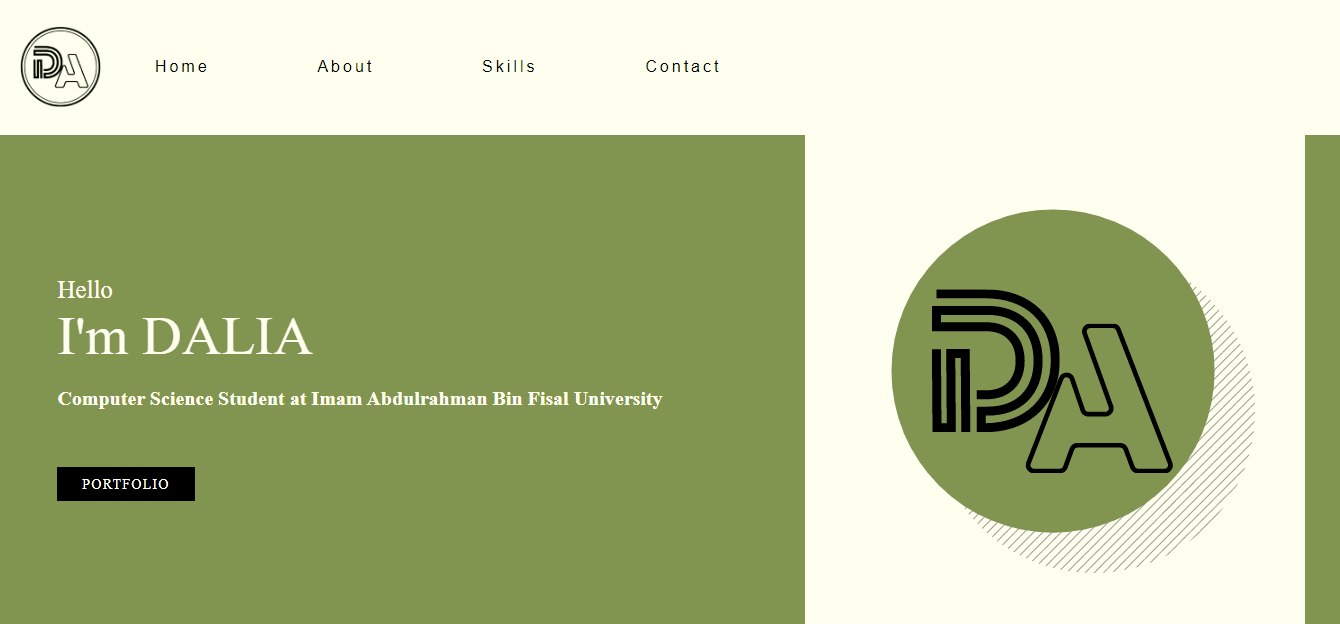 DA
Home About Skills Contact
Hello
I'm DALIA
Computer Science Student at Imam Abdulrahman Bin Fisal University
PORTFOLIO
DA